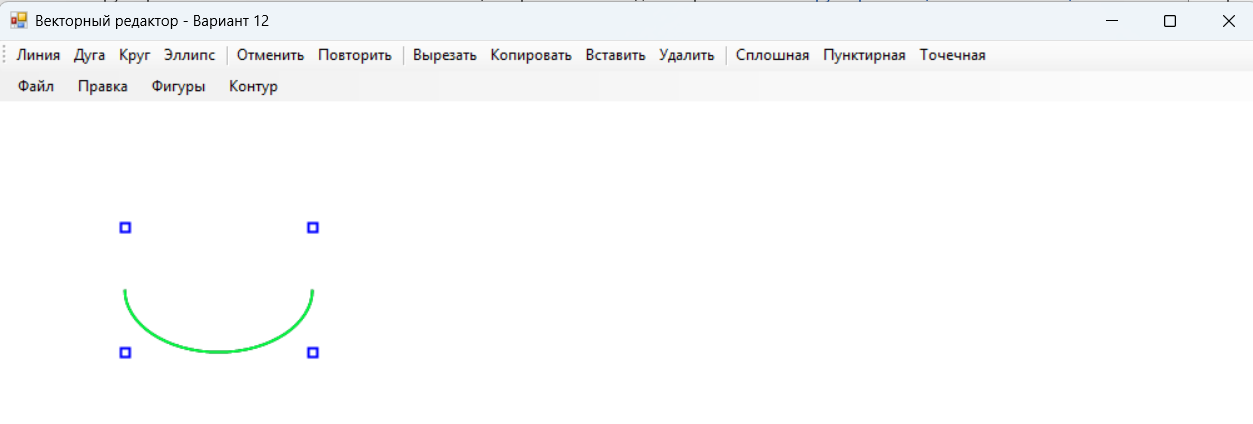 Векторный редактор - Вариант 12
Линия Дуга Круг Эллипс Отменить Повторить Вырезать Копировать Вставить Удалить Сплошная Пунктирная Точечная
Файл Правка Фигуры Контур